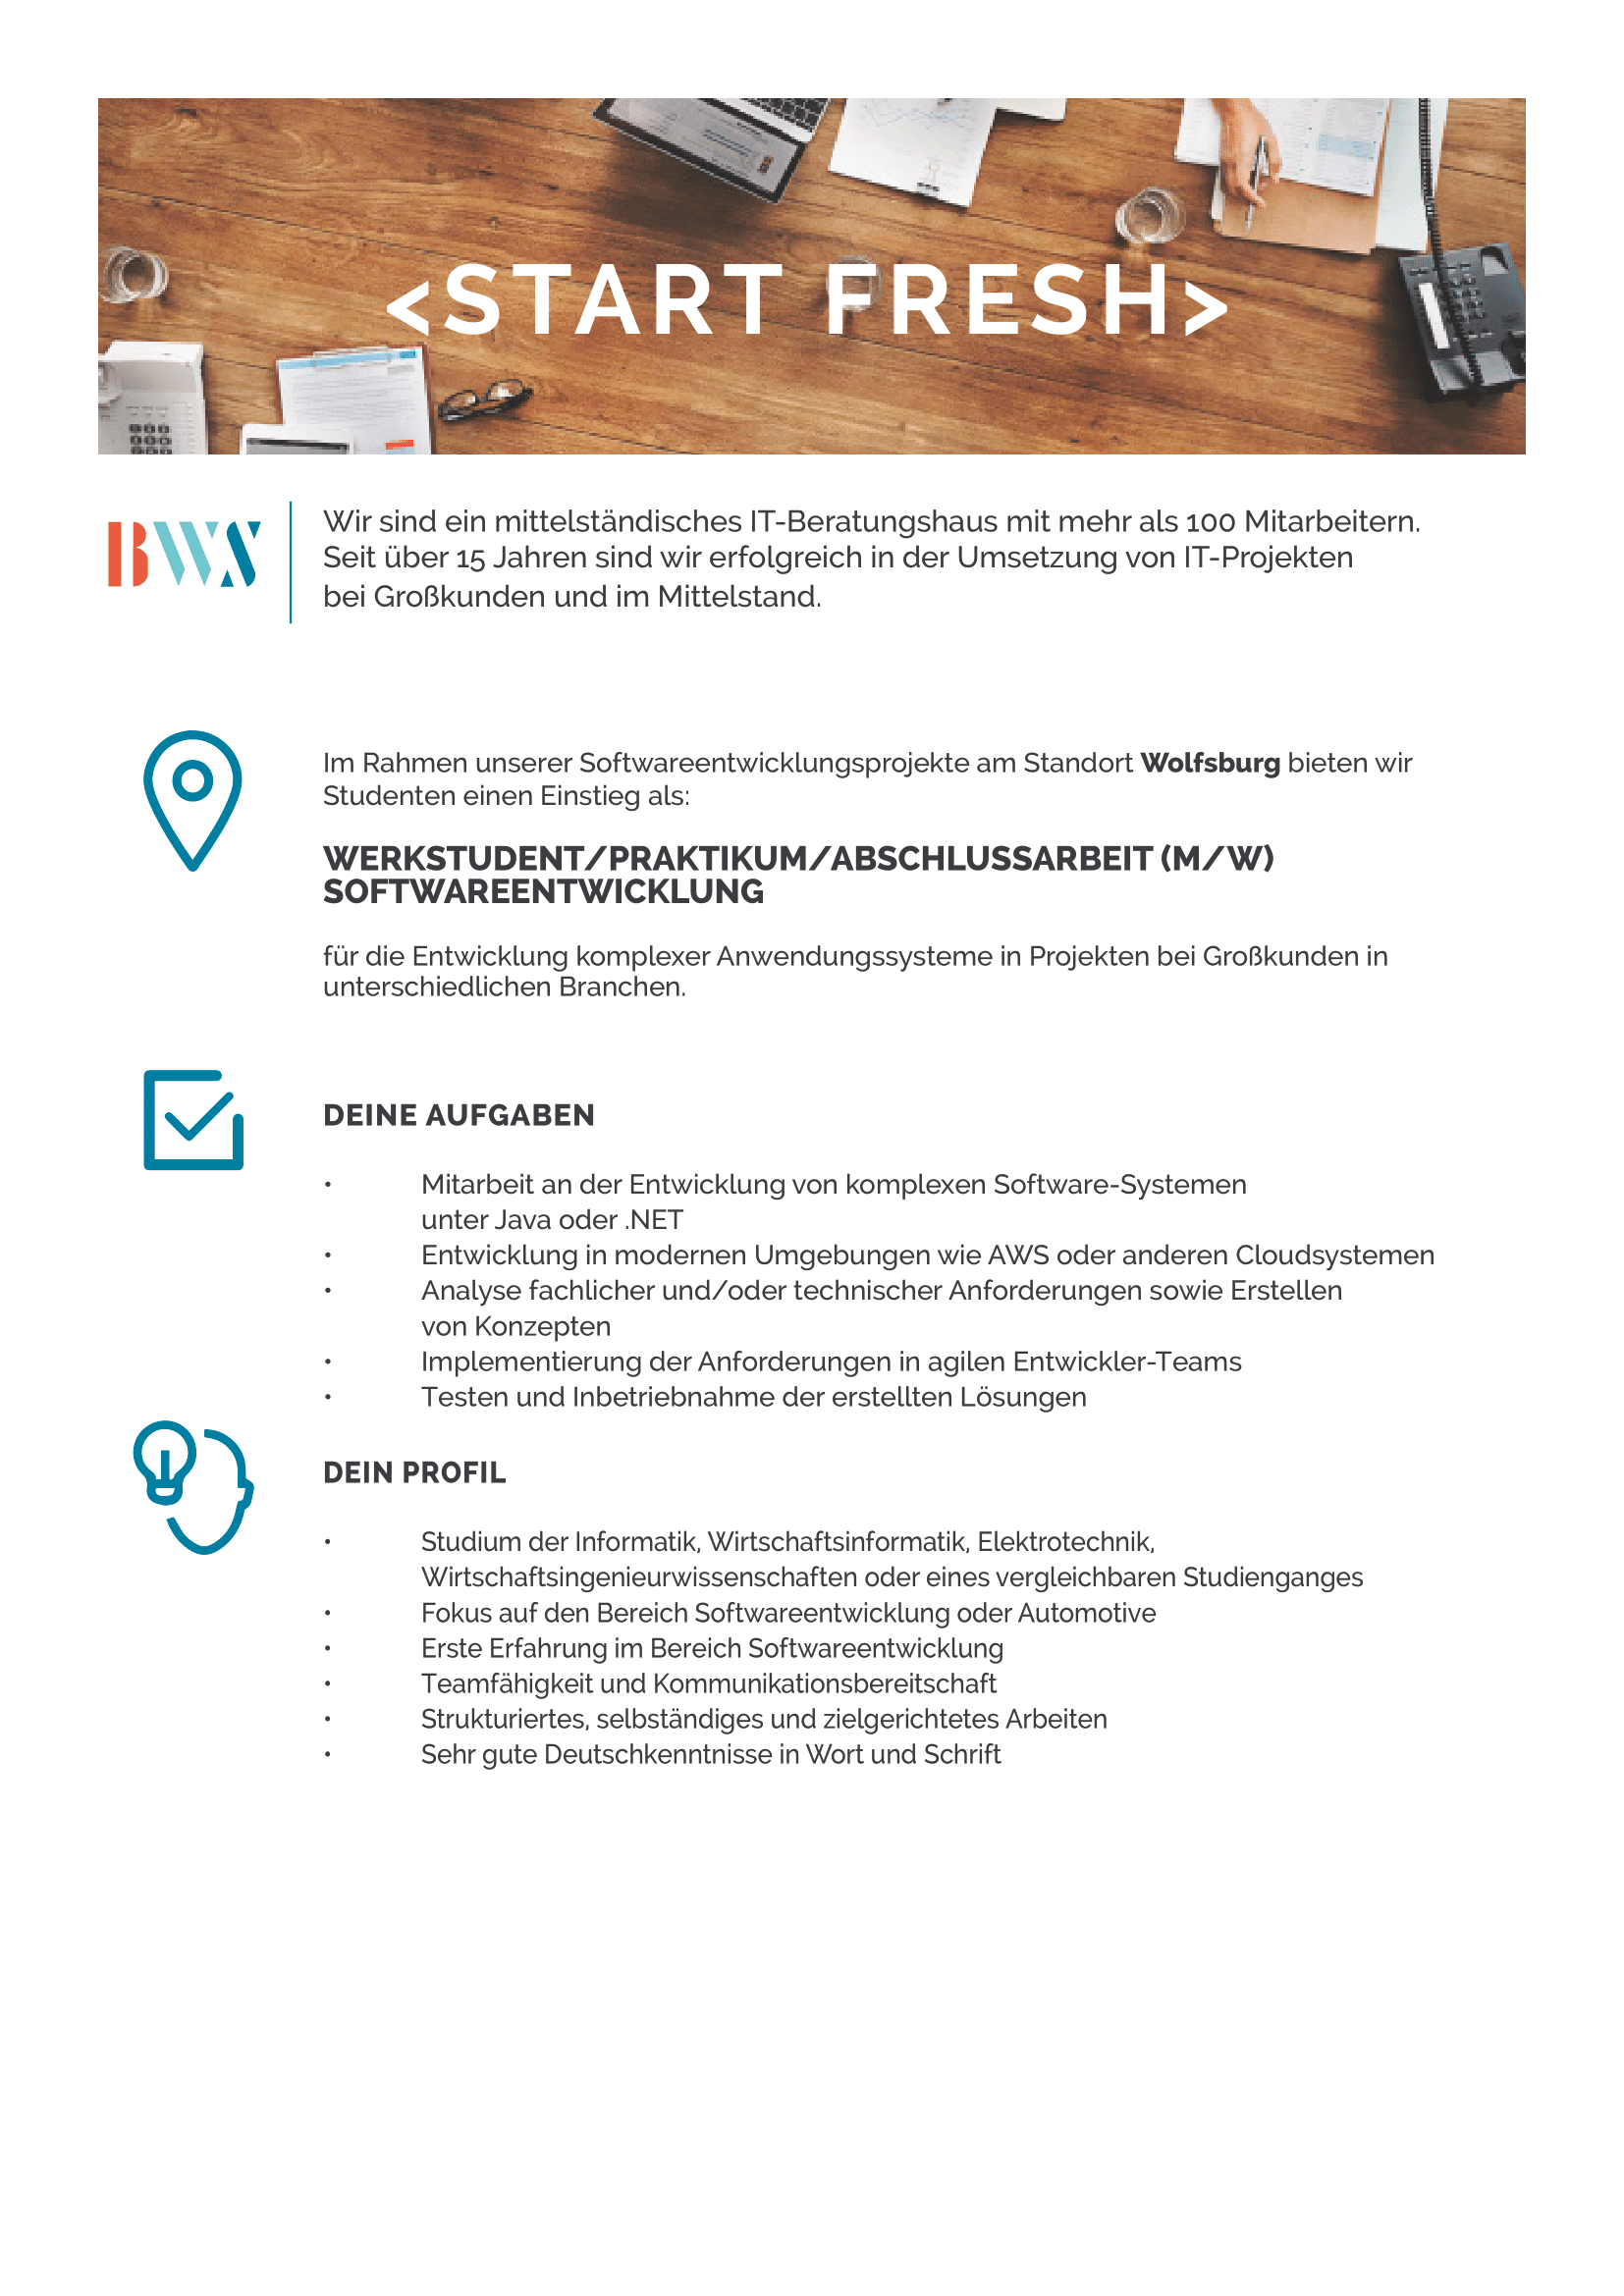 <START FRESH>
BWS
Wir sind ein mittelständisches IT-Beratungshaus mit mehr als 100 Mitarbeitern.
Seit über 15 Jahren sind wir erfolgreich in der Umsetzung von IT-Projekten
bei Großkunden und im Mittelstand.
Im Rahmen unserer Softwareentwicklungsprojekte am Standort Wolfsburg bieten wir
Studenten einen Einstieg als:
WERKSTUDENT/PRAKTIKUM/ABSCHLUSSARBEIT (M/W)
SOFTWAREENTWICKLUNG
für die Entwicklung komplexer Anwendungssysteme in Projekten bei Großkunden in
unterschiedlichen Branchen.
DEINE AUFGABEN
• Mitarbeit an der Entwicklung von komplexen Software-Systemen
unter Java oder .NET
• Entwicklung in modernen Umgebungen wie AWS oder anderen Cloudsystemen
• Analyse fachlicher und/oder technischer Anforderungen sowie Erstellen
von Konzepten
• Implementierung der Anforderungen in agilen Entwickler-Teams
• Testen und Inbetriebnahme der erstellten Lösungen
DEIN PROFIL
• Studium der Informatik, Wirtschaftsinformatik, Elektrotechnik,
Wirtschaftsingenieurwissenschaften oder eines vergleichbaren Studienganges
• Fokus auf den Bereich Softwareentwicklung oder Automotive
• Erste Erfahrung im Bereich Softwareentwicklung
• Teamfähigkeit und Kommunikationsbereitschaft
• Strukturiertes, selbständiges und zielgerichtetes Arbeiten
• Sehr gute Deutschkenntnisse in Wort und Schrift